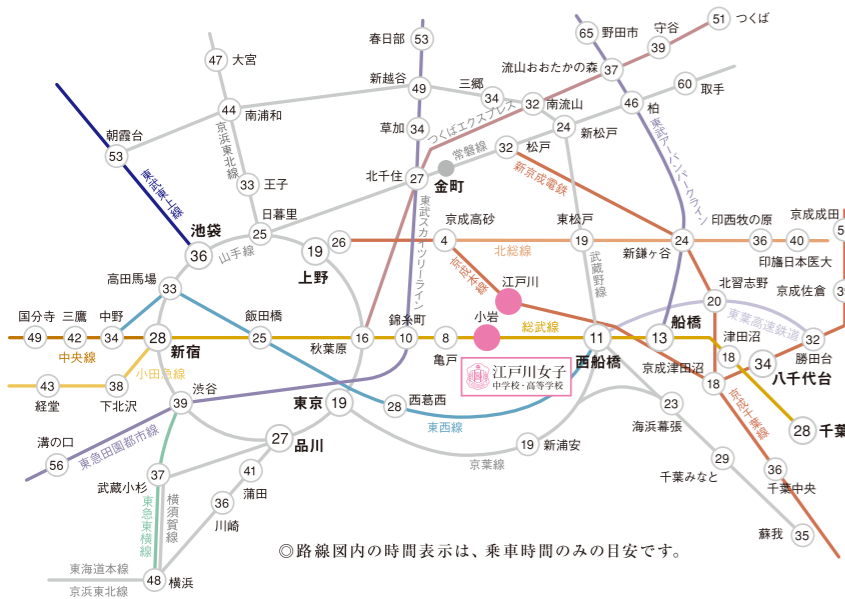 51
つくば
65
野田市
39
守谷
春日部
53
47
大宮
流山おおたかの森
37
新越谷
49
三郷
34
32
南流山
60
取手
46
柏
44
南浦和
つくばエクスプレス
草加
34
24
新松戸
朝霞台
53
京浜東北線
常磐線
32
松戸
東武アーバンパークライン
東武東上線
33
王子
北千住
27
金町
新京成電鉄
日暮里
25
東武スカイツリーライン
池袋
36
山手線
19
26
上野
京成高砂
4
北総線
東松戸
19
武蔵野線
新鎌ヶ谷
24
印西牧の原
36
40
印旛日本医大
京成成田
5
高田馬場
33
京成本線
江戸川
北習志野
20
京成佐倉
3
国分寺
49
三鷹
42
中野
34
中央線
28
新宿
飯田橋
25
秋葉原
16
錦糸町
10
8
亀戸
小岩
総武線
11
西船橋
船橋
13
東葉高速鉄道
津田沼
18
32
勝田台
34
八千代台
小田急線
43
経堂
38
下北沢
江戸川女子
中学校・高等学校
京成津田沼
18
京成千葉線
39
渋谷
東京
19
28
西葛西
東西線
23
海浜幕張
28
千葉
溝の口
56
東急田園都市線
27
品川
京葉線
19
新浦安
29
千葉みなと
36
千葉中央
37
武蔵小杉
41
蒲田
36
川崎
東急東横線
横須賀線
35
蘇我
◎路線図内の時間表示は、乗車時間のみの目安です。
東海道本線
京浜東北線
48
横浜